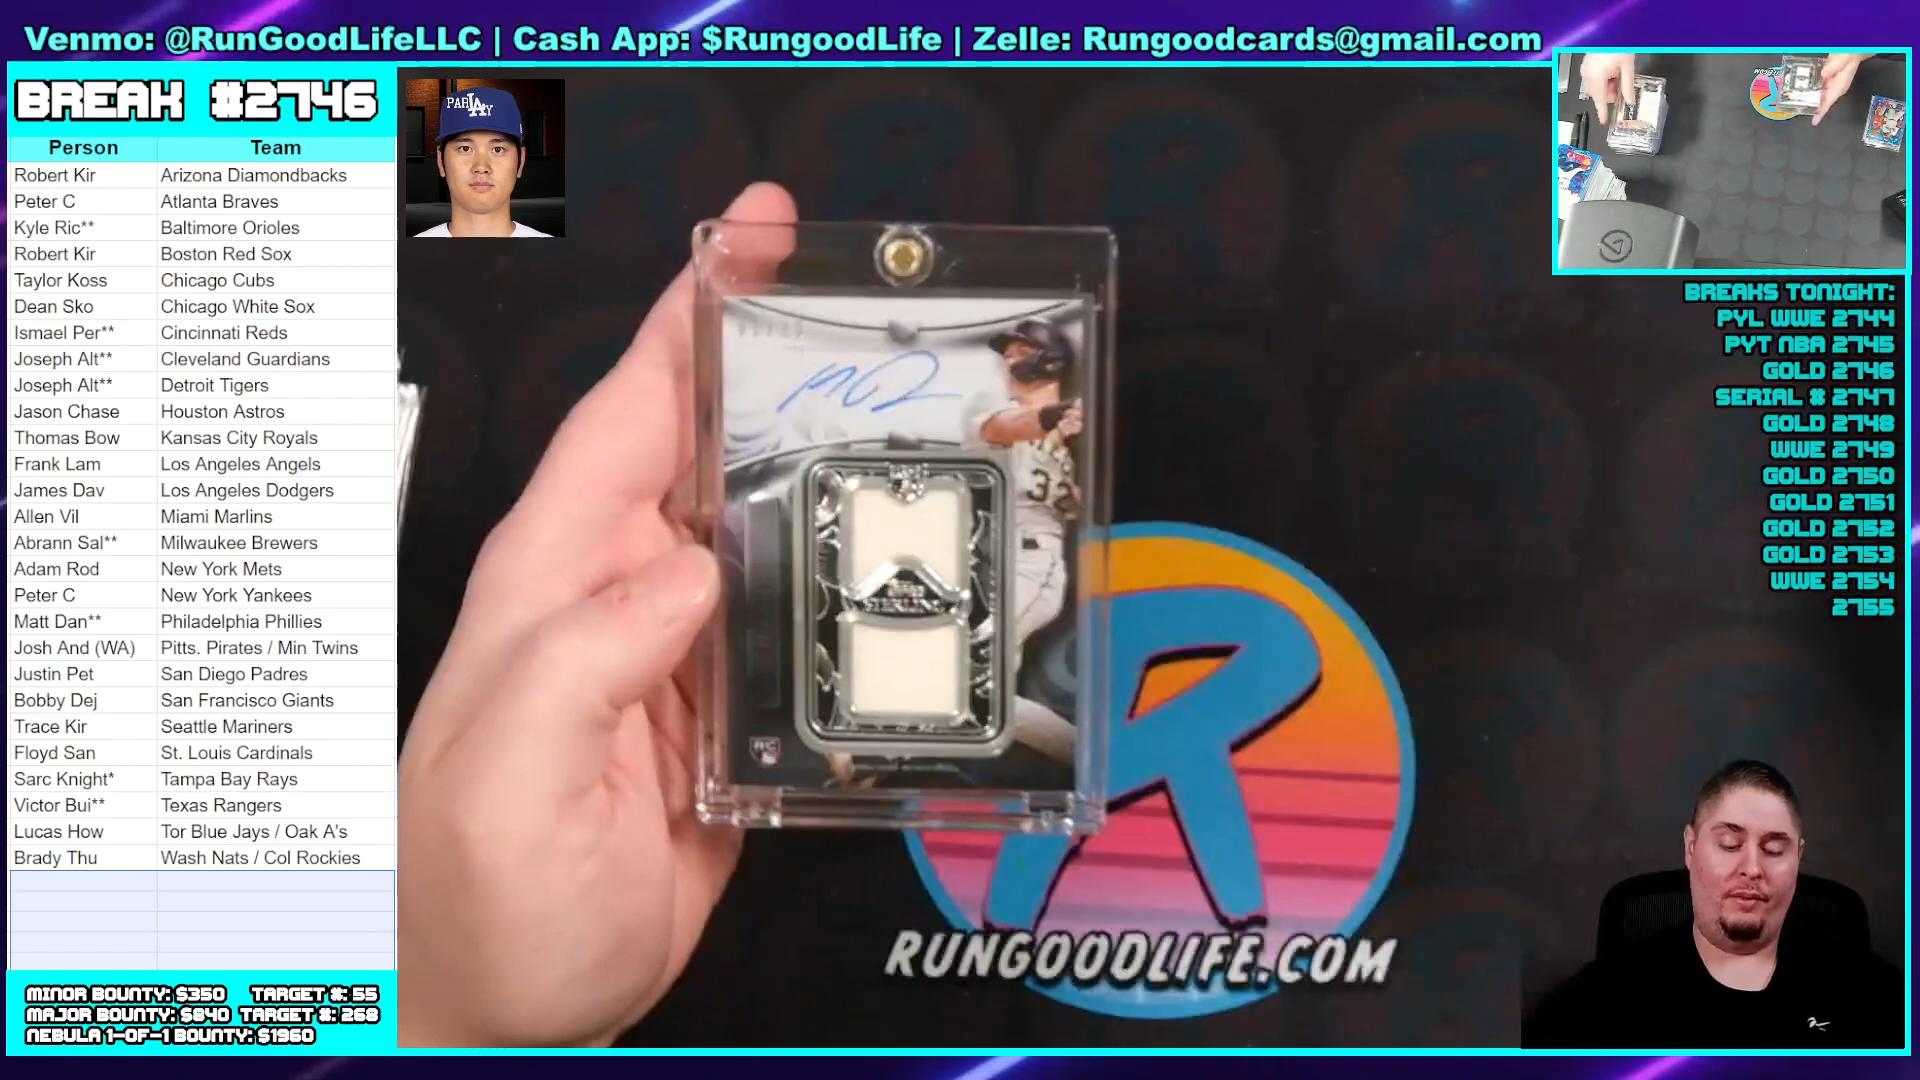 Venmo: @RunGoodLifeLLC | Cash App: $RungoodLife | Zelle: Rungoodcards@gmail.com
BREAK #2746
Person Team
Robert Kir Arizona Diamondbacks
Peter C Atlanta Braves
Kyle Ric** Baltimore Orioles
Robert Kir Boston Red Sox
Taylor Koss Chicago Cubs
Dean Sko Chicago White Sox
Ismael Per** Cincinnati Reds
Joseph Alt** Cleveland Guardians
Joseph Alt** Detroit Tigers
Jason Chase Houston Astros
Thomas Bow Kansas City Royals
Frank Lam Los Angeles Angels
James Dav Los Angeles Dodgers
Allen Vil Miami Marlins
Abrann Sal** Milwaukee Brewers
Adam Rod New York Mets
Peter C New York Yankees
Matt Dan** Philadelphia Phillies
Josh And (WA) Pitts. Pirates / Min Twins
Justin Pet San Diego Padres
Bobby Dej San Francisco Giants
Trace Kir Seattle Mariners
Floyd San St. Louis Cardinals
Sarc Knight* Tampa Bay Rays
Victor Bui** Texas Rangers
Lucas How Tor Blue Jays / Oak A's
Brady Thu Wash Nats / Col Rockies
MINOR BOUNTY: $350 TARGET #: 55
MAJOR BOUNTY: $840 TARGET #: 268
NEBULA 1-OF-1 BOUNTY: $1960
PARLAY
32
STERLING
RC
R
RUNGOODLIFE.COM
BREAKS TONIGHT:
PYL WWE 2744
PYT NBA 2745
GOLD 2746
SERIAL # 2747
GOLD 2748
WWE 2749
GOLD 2750
GOLD 2751
GOLD 2752
GOLD 2753
WWE 2754
2755